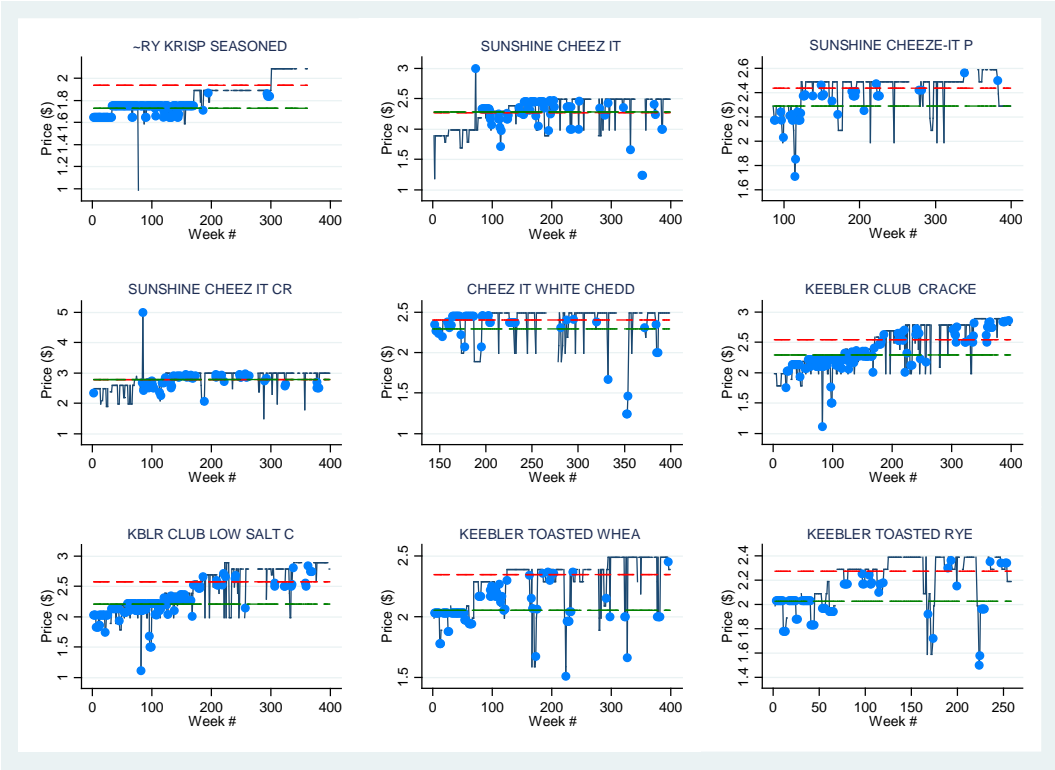 ~RY KRISP SEASONED
Price ($)
1 1.2 1.4 1.6 1.8 2
0 100 200 300 400
Week #
SUNSHINE CHEEZ IT
Price ($)
1 1.5 2 2.5 3
0 100 200 300 400
Week #
SUNSHINE CHEEZE-IT P
Price ($)
1.6 1.8 2 2.2 2.4 2.6
100 200 300 400
Week #
SUNSHINE CHEEZ IT CR
Price ($)
1 2 3 4 5
0 100 200 300 400
Week #
CHEEZ IT WHITE CHEDD
Price ($)
1 1.5 2 2.5
150 200 250 300 350 400
Week #
KEEBLER CLUB  CRACKE
Price ($)
1 1.5 2 2.5 3
0 100 200 300 400
Week #
KBLR CLUB LOW SALT C
Price ($)
1 1.5 2 2.5 3
0 100 200 300 400
Week #
KEEBLER TOASTED WHEA
Price ($)
1.5 2 2.5
0 100 200 300 400
Week #
KEEBLER TOASTED RYE
Price ($)
1.4 1.6 1.8 2 2.2 2.4
0 50 100 150 200 250
Week #